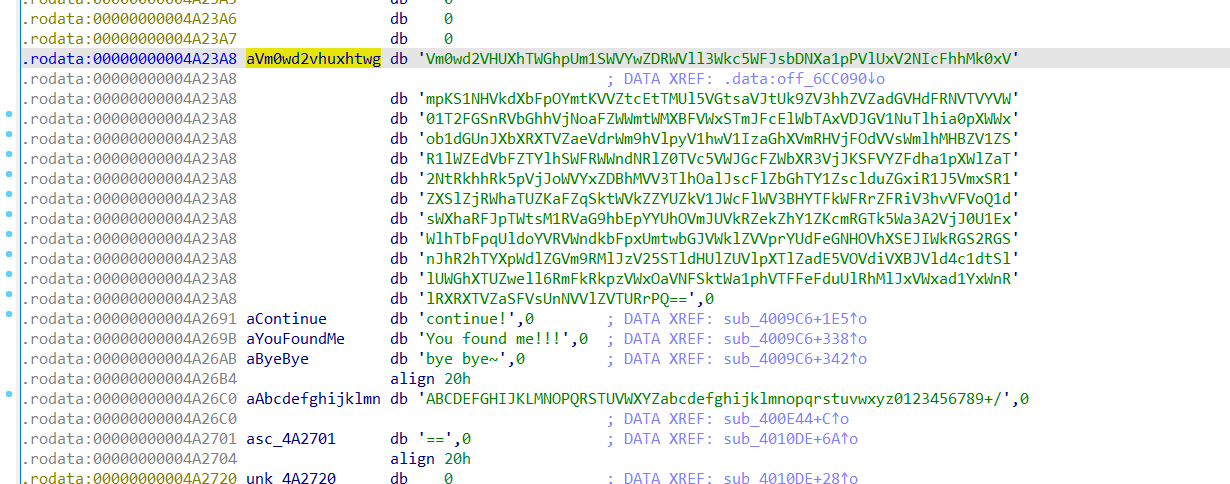 .rodata:00000000004A23A5 db 0
.rodata:00000000004A23A6 db 0
.rodata:00000000004A23A7 db 0
.rodata:00000000004A23A8 aVm0wd2vhuxhtwg db 'Vm0wd2VHUXhTWGhpUm1SWVYwZDRWVll3Wkc5WFJsbDNXa1pPVlUxV2NIcFhhMk0xV'
.rodata:00000000004A23A8 ; DATA XREF: .data:off_6CC090↓o
.rodata:00000000004A23A8 db 'mpKS1NHVkdXbFpOYmtKVVZtcEtTMUl5VGtsaVJtUk9ZV3hhZVZadGVHdFRNVTVYVW'
.rodata:00000000004A23A8 db '01T2FGSnRVbGhhVjNoaFZWWmtWMXBFVWxSTmJFcElWbTAxVDJGV1NuTlhia0pXWWx'
.rodata:00000000004A23A8 db 'ob1dGUnJXbXRXTVZaeVdrWm9hVlpyV1hwV1IzaGhXVmRHVjFOdVVsWmlhMHBZV1ZS'
.rodata:00000000004A23A8 db 'R1lWZEdVbFZTYlhSWFRWWndNRlZ0TVc5VWJGcFZWbXR3VjJKSFVYZFdha1pXWlZaT'
.rodata:00000000004A23A8 db '2NtRkhhRk5pVjJoWVYxZDBhMVV3TlhOalJscFlZbGhTY1ZsclduZGxiR1J5VmxSR1'
.rodata:00000000004A23A8 db 'ZXSlZjRWhaTUZKaFZqSktWVkZZYUZkV1JWcFlWV3BHYTFkWFRrZFRiV3hvVFVoQ1d'
.rodata:00000000004A23A8 db 'sWXhaRFJpTWtsM1RVaG9hbEpYYUhOVmJUVkRZekZhY1ZKcmRGTk5Wa3A2VjJ0U1Ex'
.rodata:00000000004A23A8 db 'WlhTbFpqUldoYVRVWndkbFpxUmtwbGJVWklZVVprYUdFeGNHOVhXSEJIWkRGS2RGS'
.rodata:00000000004A23A8 db 'nJhR2hTYXpWdlZGVm9RMlJzV25STldHUlZUVlpXTlZadE5VOVdiVXBJVld4c1dtSl'
.rodata:00000000004A23A8 db 'lUWGhXTUZwell6RmFkRkpzVWxOaVNFSktWa1phVTFFeFduUlRhMlJxVWxad1YxWnR'
.rodata:00000000004A23A8 db 'lRXRXTVZaSFVsUnNVVlZVTURrPQ==',0
.rodata:00000000004A2691 aContinue db 'continue!',0 ; DATA XREF: sub_4009C6+1E5↑o
.rodata:00000000004A269B aYouFoundMe db 'You found me!!!',0 ; DATA XREF: sub_4009C6+338↑o
.rodata:00000000004A26AB aByeBye db 'bye bye~',0 ; DATA XREF: sub_4009C6+342↑o
.rodata:00000000004A26B4 align 20h
.rodata:00000000004A26C0 aAbcdefghijklmn db 'ABCDEFGHIJKLMNOPQRSTUVWXYZabcdefghijklmnopqrstuvwxyz0123456789+/',0
.rodata:00000000004A26C0 ; DATA XREF: sub_400E44+C↑o
.rodata:00000000004A2701 asc_4A2701 db '==',0 ; DATA XREF: sub_4010DE+6A↑o
.rodata:00000000004A2704 align 20h
.rodata:00000000004A2720 unk_4A2720 db 0 ; DATA XREF: sub_4010DE+28↑o